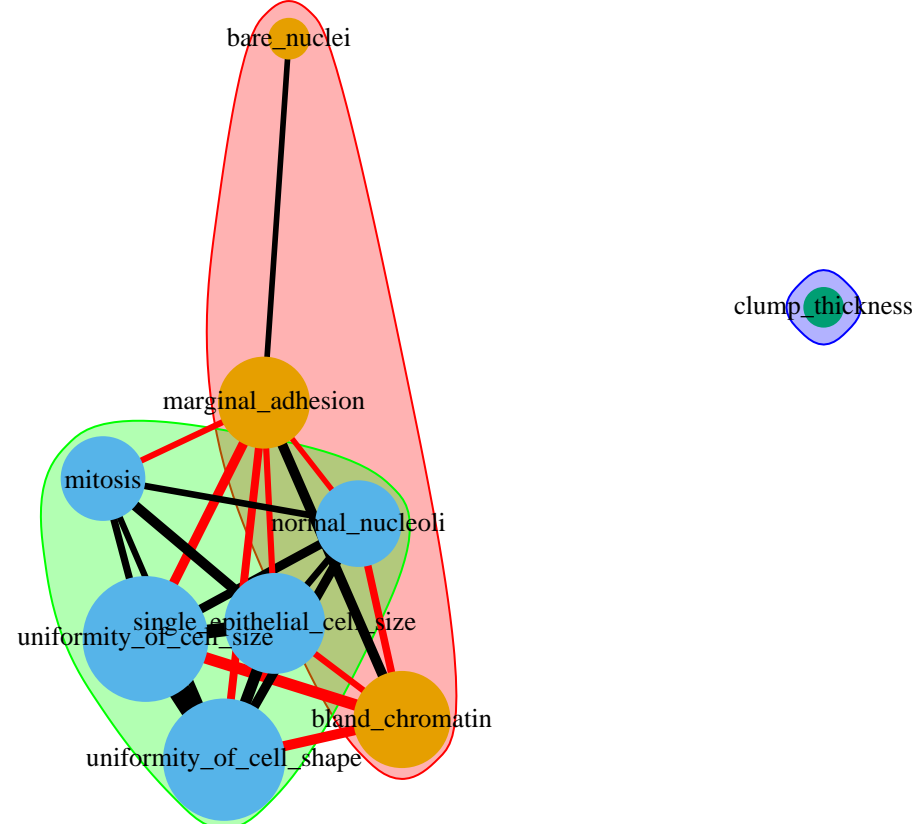 bare_nuclei
clump_thickness
marginal_adhesion
mitosis
normal_nucleoli
single_epithelial_cell_size
uniformity_of_cell_size
bland_chromatin
uniformity_of_cell_shape